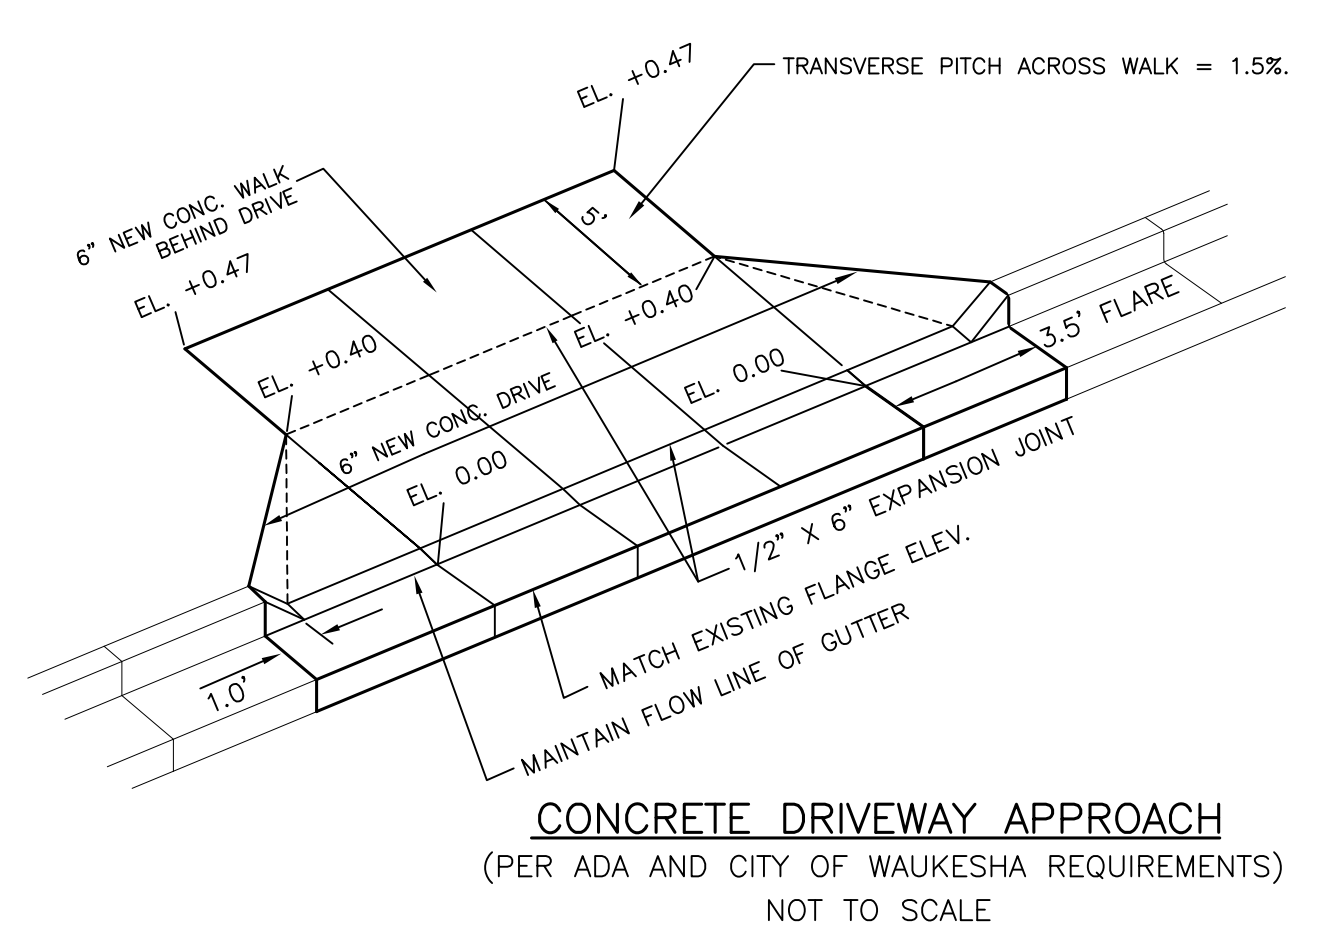 EL. +0.47
TRANSVERSE PITCH ACROSS WALK = 1.5%.
6" NEW CONC. WALK
BEHIND DRIVE
EL. +0.47
5'
EL. +0.40
EL. +0.40
3.5' FLARE
EL. 0.00
6" NEW CONC. DRIVE
EL. 0.00
1/2" X 6" EXPANSION JOINT
MATCH EXISTING FLANGE ELEV.
MAINTAIN FLOW LINE OF GUTTER
1.0'
CONCRETE DRIVEWAY APPROACH
(PER ADA AND CITY OF WAUKESHA REQUIREMENTS)
NOT TO SCALE